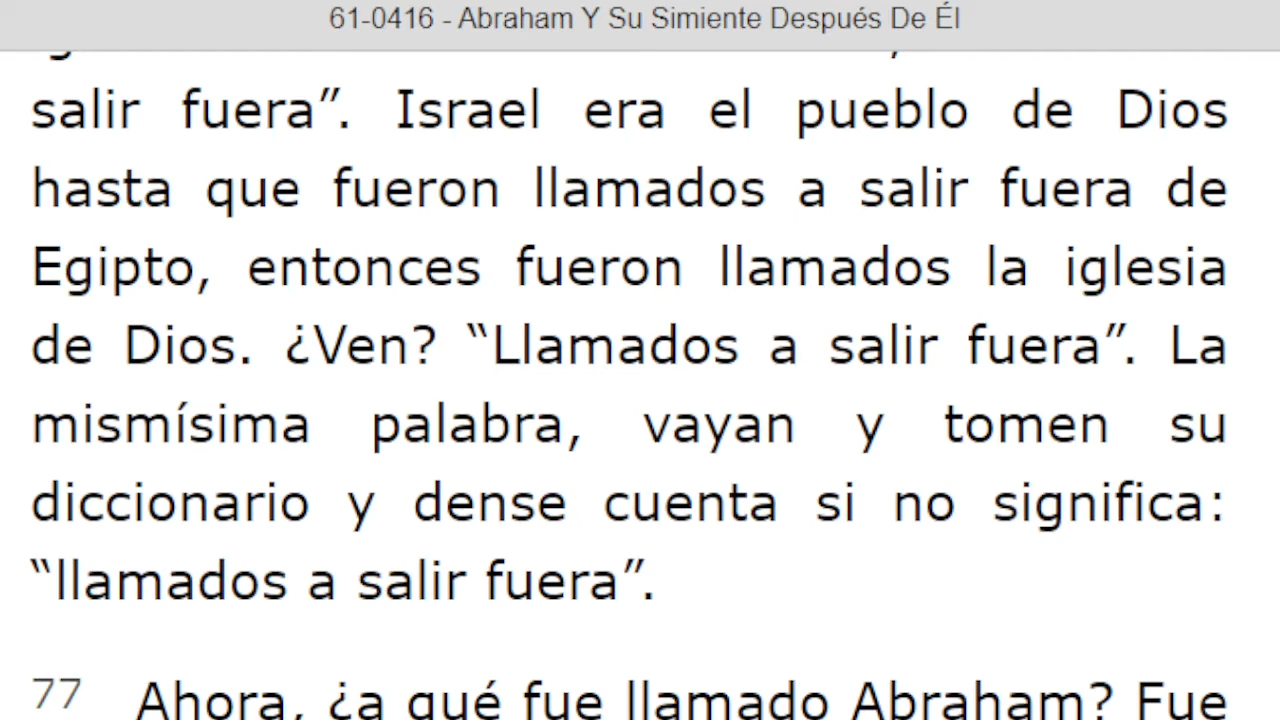 61-0416 - Abraham Y Su Simiente Después De Él
salir fuera”. Israel era el pueblo de Dios
hasta que fueron llamados a salir fuera de
Egipto, entonces fueron llamados la iglesia
de Dios. ¿Ven? “Llamados a salir fuera”. La
mismísima palabra, vayan y tomen su
diccionario y dense cuenta si no significa:
“llamados a salir fuera”.
77 Ahora, ¿a qué fue llamado Abraham? Fue